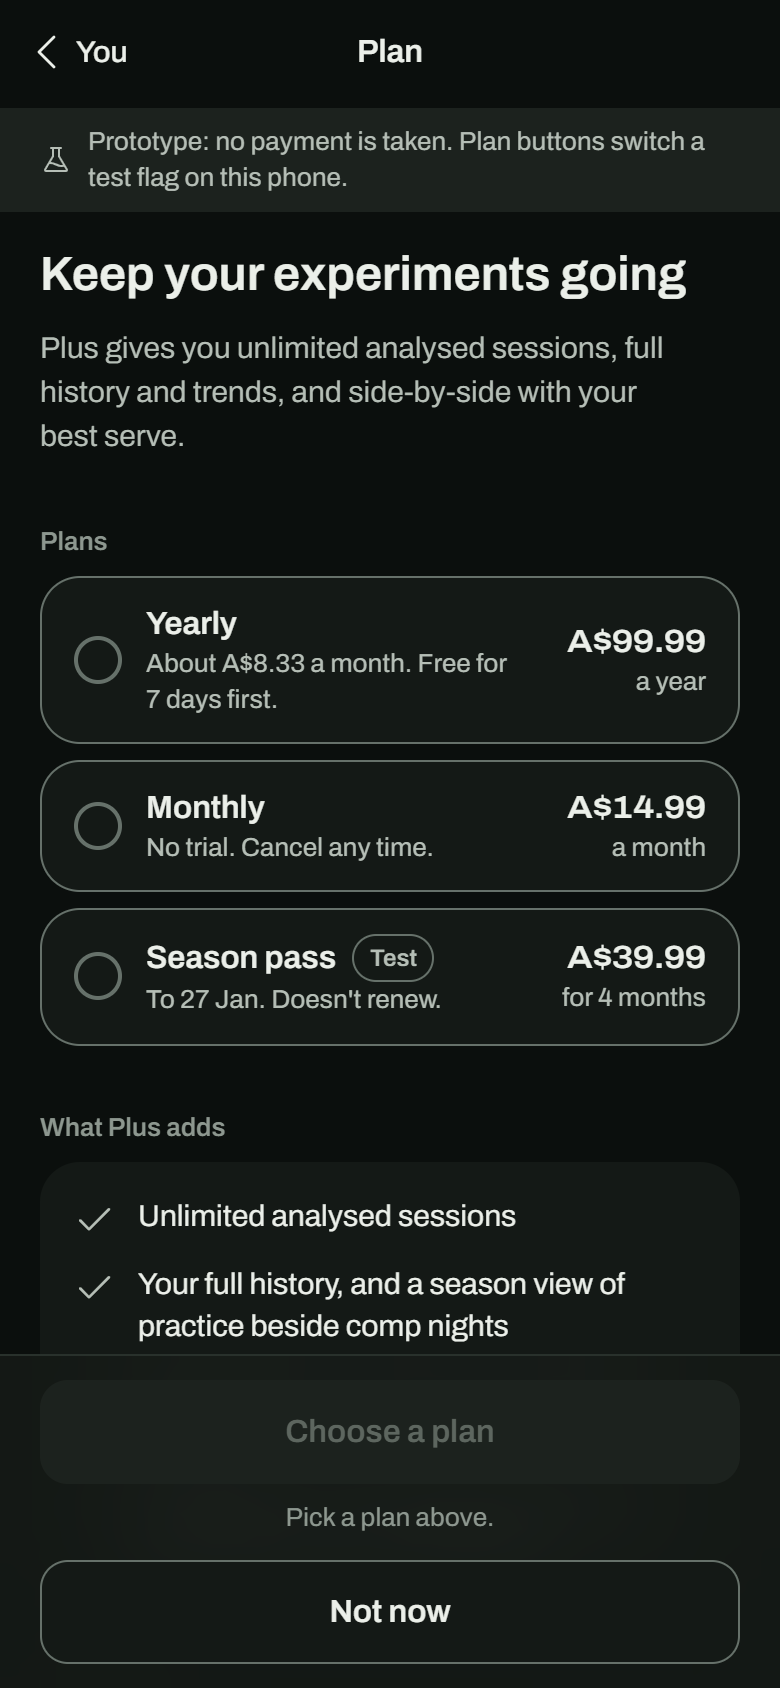 You
Plan
Prototype: no payment is taken. Plan buttons switch a
test flag on this phone.
Keep your experiments going
Plus gives you unlimited analysed sessions, full
history and trends, and side-by-side with your
best serve.
Plans
Yearly
About A$8.33 a month. Free for
7 days first.
A$99.99
a year
Monthly
No trial. Cancel any time.
A$14.99
a month
Season pass
Test
To 27 Jan. Doesn't renew.
A$39.99
for 4 months
What Plus adds
Unlimited analysed sessions
Your full history, and a season view of
practice beside comp nights
Choose a plan
Pick a plan above.
Not now